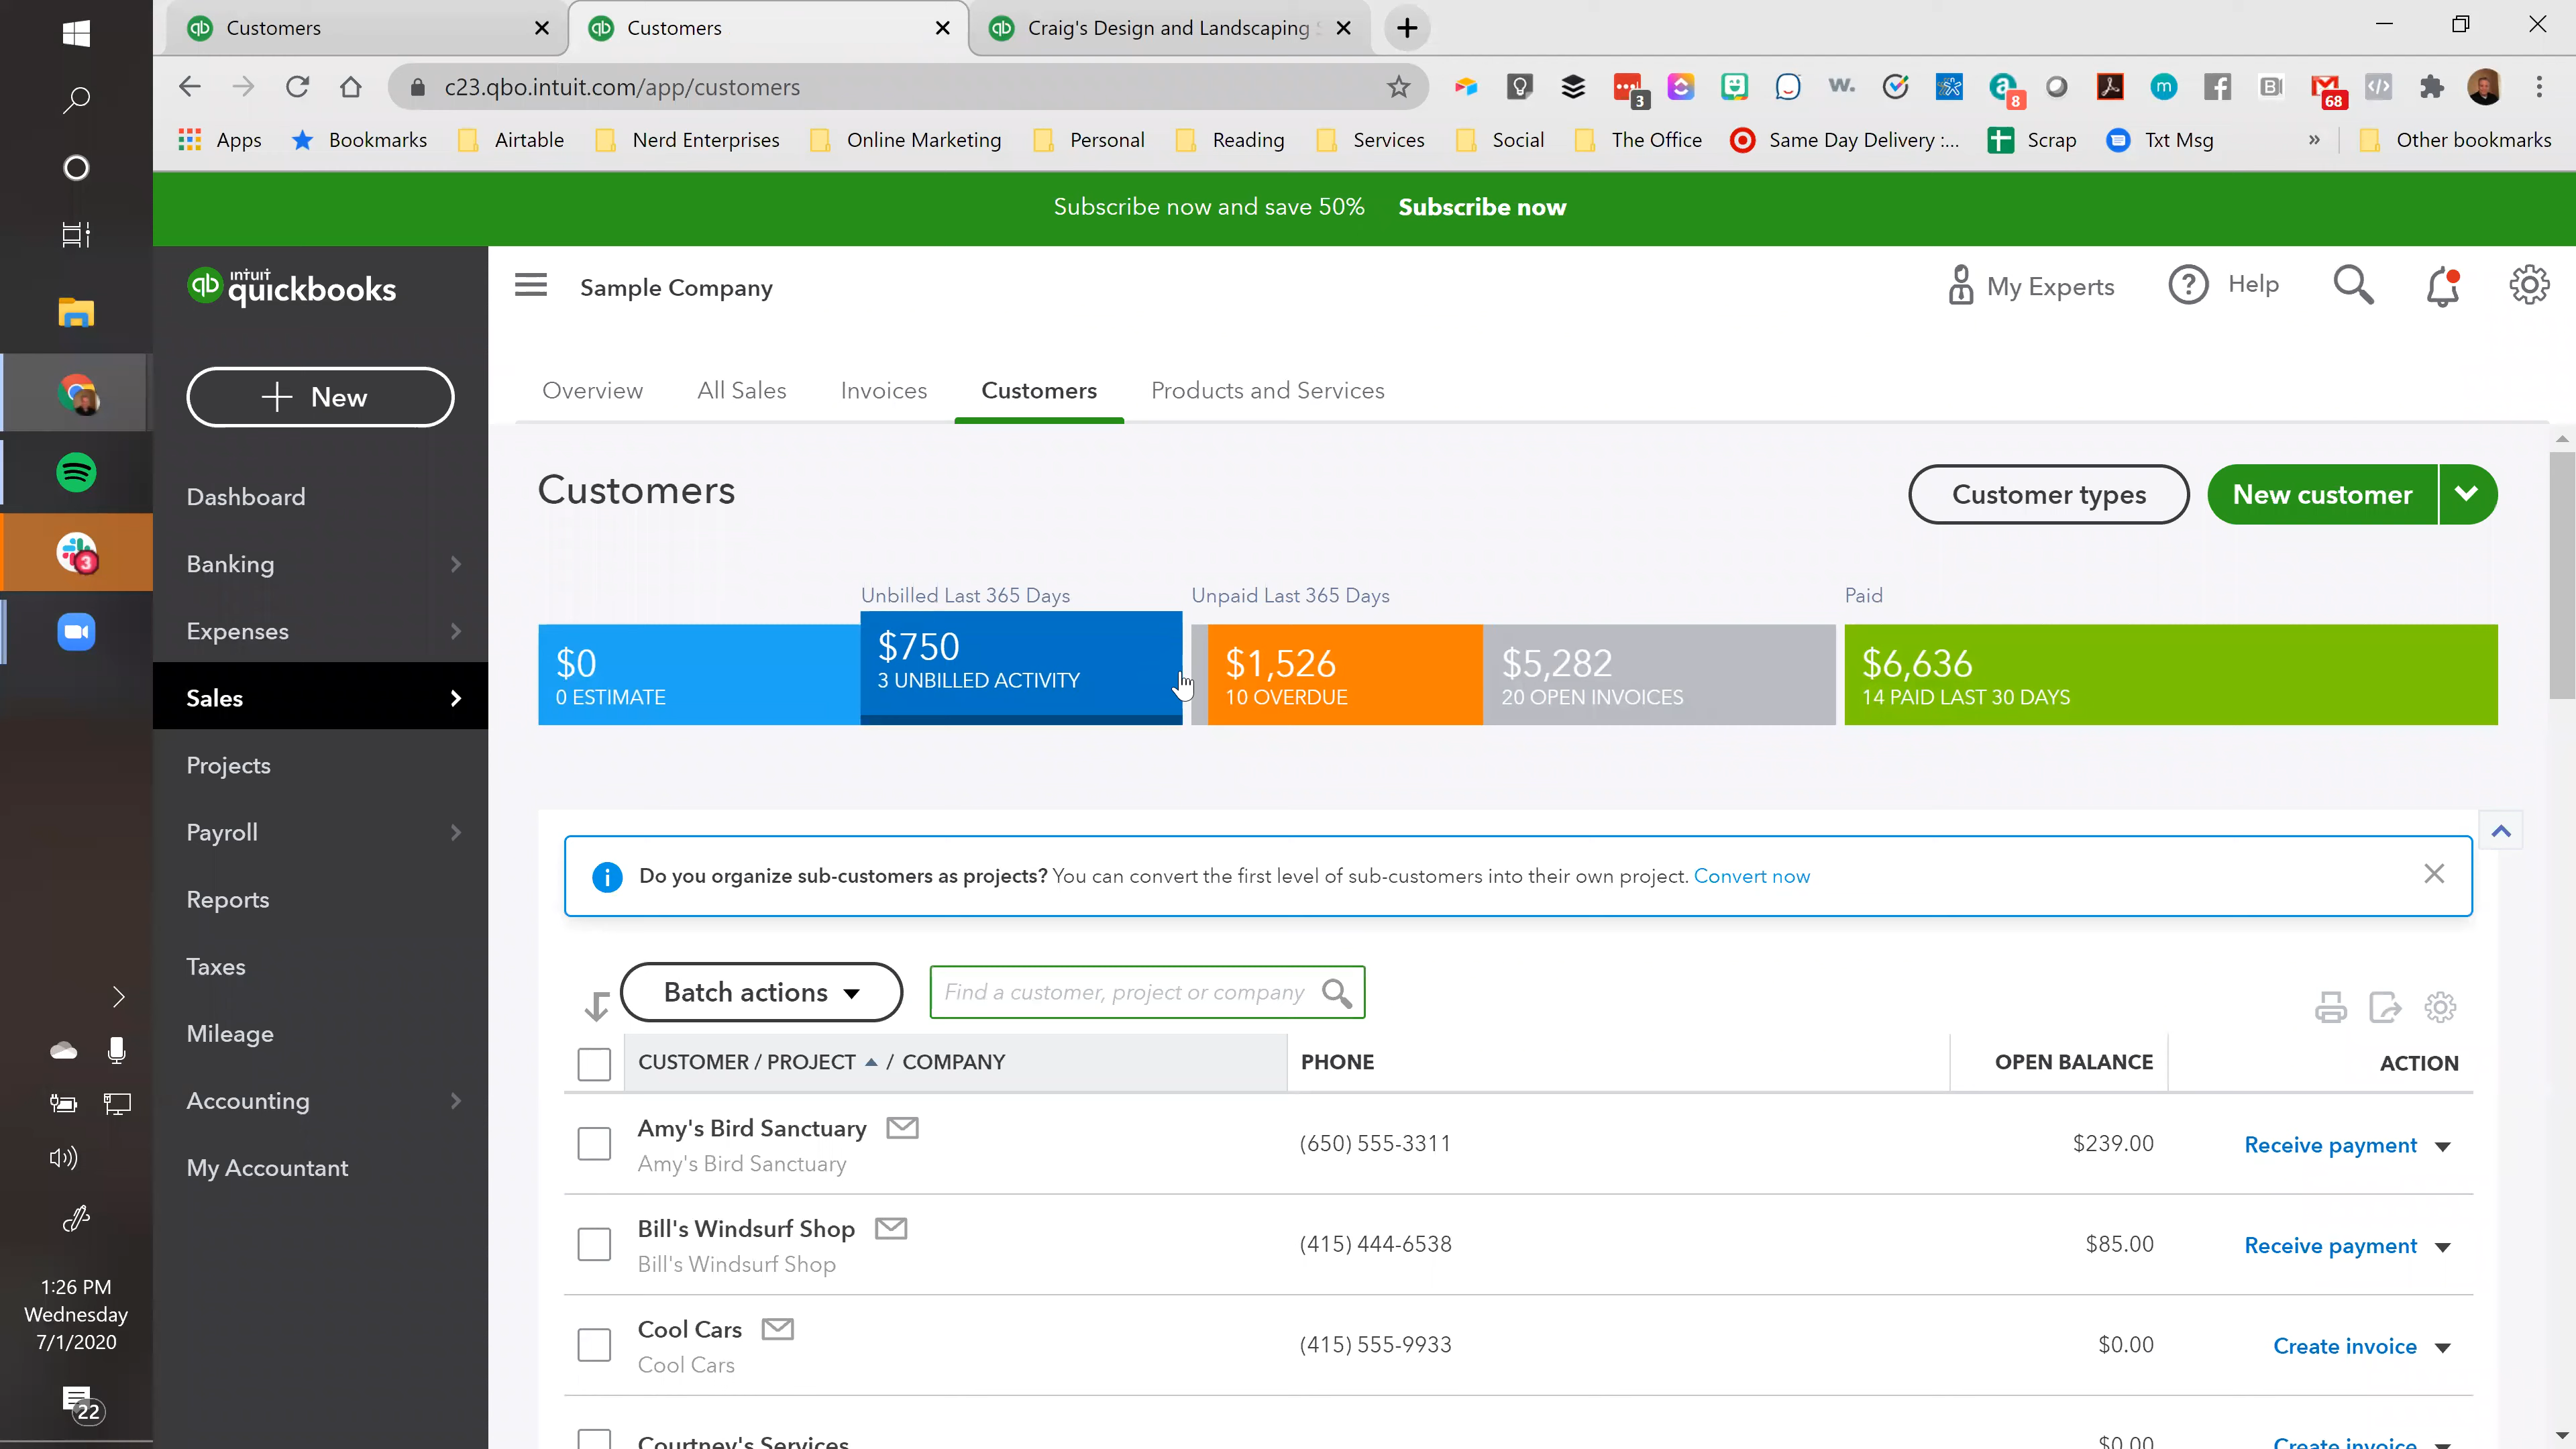 Customers
Customers
Craig's Design and Landscaping
c23.qbo.intuit.com/app/customers
3
8
68
Apps
Bookmarks
Airtable
Nerd Enterprises
Online Marketing
Personal
Reading
Services
Social
The Office
Same Day Delivery :...
Scrap
Txt Msg
»
Other bookmarks
Subscribe now and save 50% Subscribe now
intuit
quickbooks
Sample Company
My Experts
Help
New
Dashboard
Banking
Expenses
Sales
Projects
Payroll
Reports
Taxes
Mileage
Accounting
My Accountant
Overview
All Sales
Invoices
Customers
Products and Services
Customers
Customer types
New customer
Unbilled Last 365 Days
Unpaid Last 365 Days
Paid
$0
0 ESTIMATE
$750
3 UNBILLED ACTIVITY
$1,526
10 OVERDUE
$5,282
20 OPEN INVOICES
$6,636
14 PAID LAST 30 DAYS
Do you organize sub-customers as projects? You can convert the first level of sub-customers into their own project. Convert now
Batch actions
Find a customer, project or company
CUSTOMER / PROJECT / COMPANY
PHONE
OPEN BALANCE
ACTION
Amy's Bird Sanctuary
Amy's Bird Sanctuary
(650) 555-3311
$239.00
Receive payment
Bill's Windsurf Shop
Bill's Windsurf Shop
(415) 444-6538
$85.00
Receive payment
Cool Cars
Cool Cars
(415) 555-9933
$0.00
Create invoice
Courtney's Services
$0.00
Create invoice
3
1:26 PM
Wednesday
7/1/2020
22